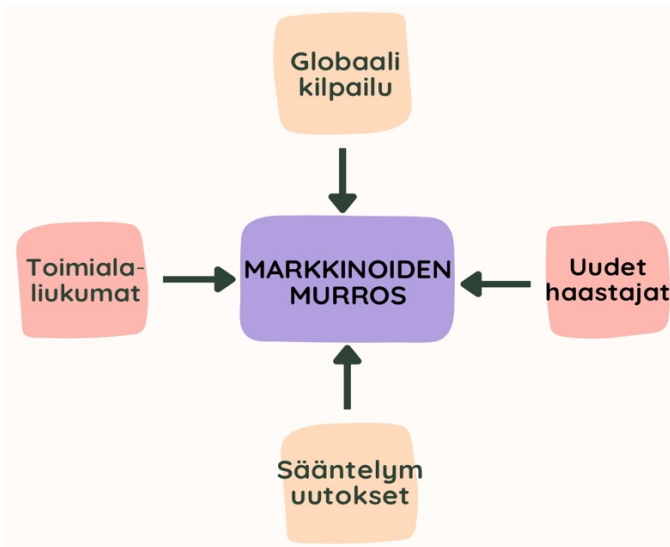 Globaali
kilpailu
Toimiala-
liukumat
MARKKINOIDEN
MURROS
Uudet
haastajat
Sääntelym
uutokset